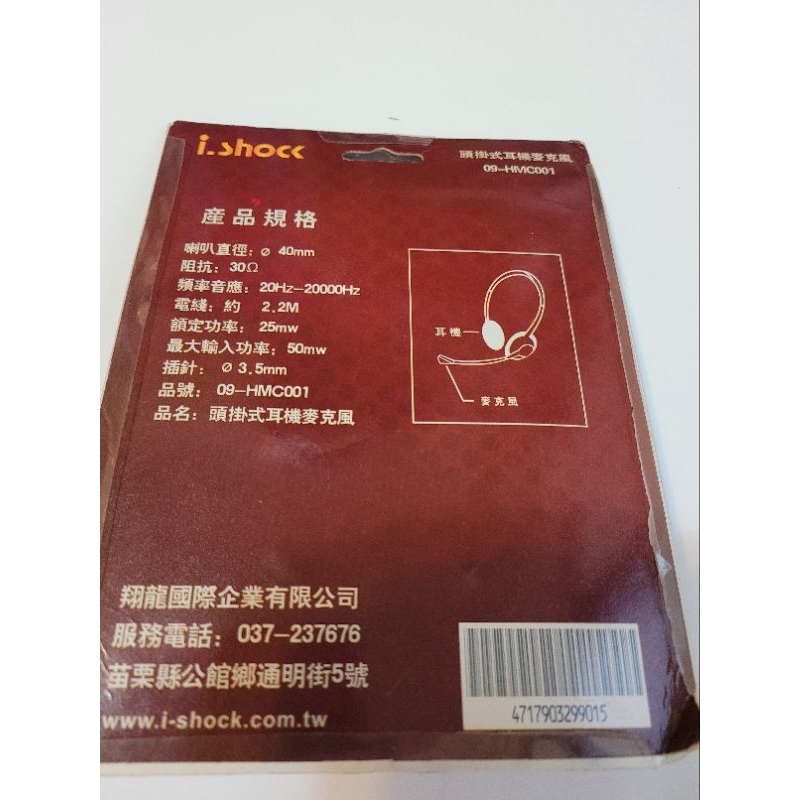 i.shock
頭掛式耳機麥克風
09-HMC001
産品規格
喇叭直徑：ø 40mm
阻抗：30Ω
頻率音應：20Hz-20000Hz
電綫：約 2.2M
額定功率：25mw
最大輸入功率：50mw
插針：ø 3.5mm
品號：09-HMC001
品名：頭掛式耳機麥克風
耳機
麥克風
翔龍國際企業有限公司
服務電話：037-237676
苗栗縣公館鄉通明街5號
www.i-shock.com.tw
4717903299015